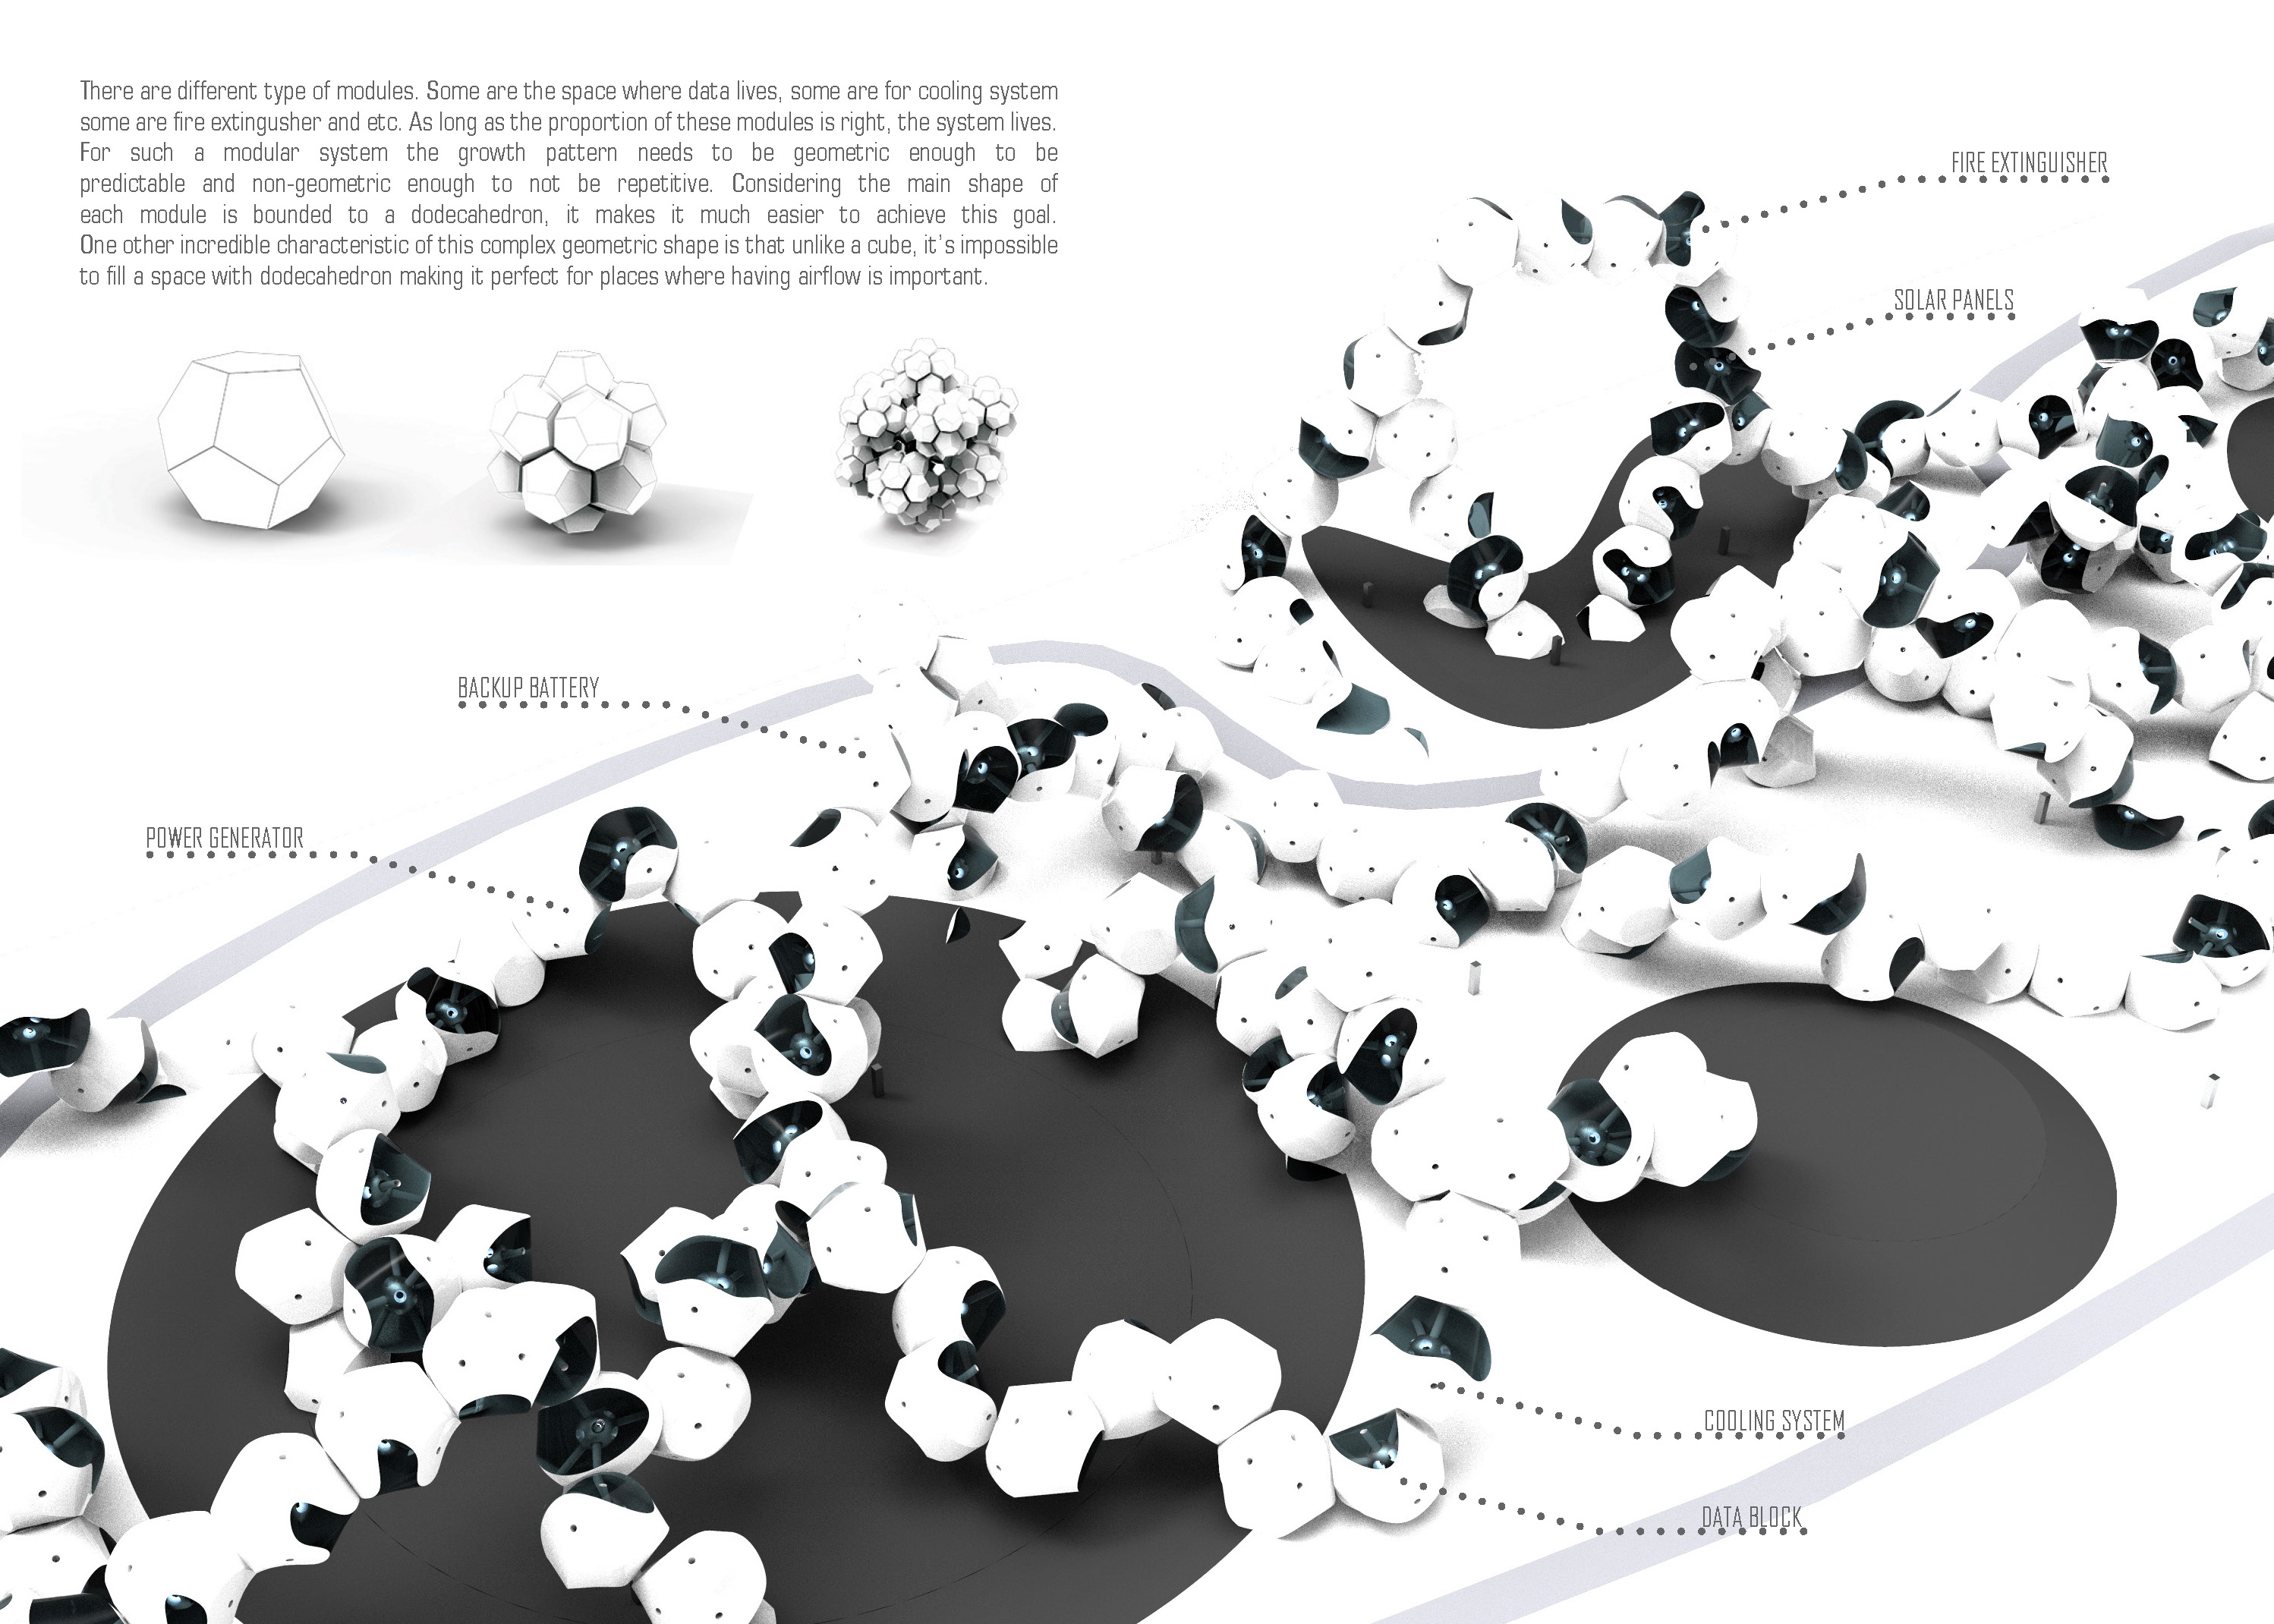 There are different type of modules. Some are the space where data lives, some are for cooling system
some are fire extingusher and etc. As long as the proportion of these modules is right, the system lives.
For such a modular system the growth pattern needs to be geometric enough to be
predictable and non-geometric enough to not be repetitive. Considering the main shape of
each module is bounded to a dodecahedron, it makes it much easier to achieve this goal.
One other incredible characteristic of this complex geometric shape is that unlike a cube, it's impossible
to fill a space with dodecahedron making it perfect for places where having airflow is important.
FIRE EXTINGUISHER
SOLAR PANELS
BACKUP BATTERY
POWER GENERATOR
COOLING SYSTEM
DATA BLOCK